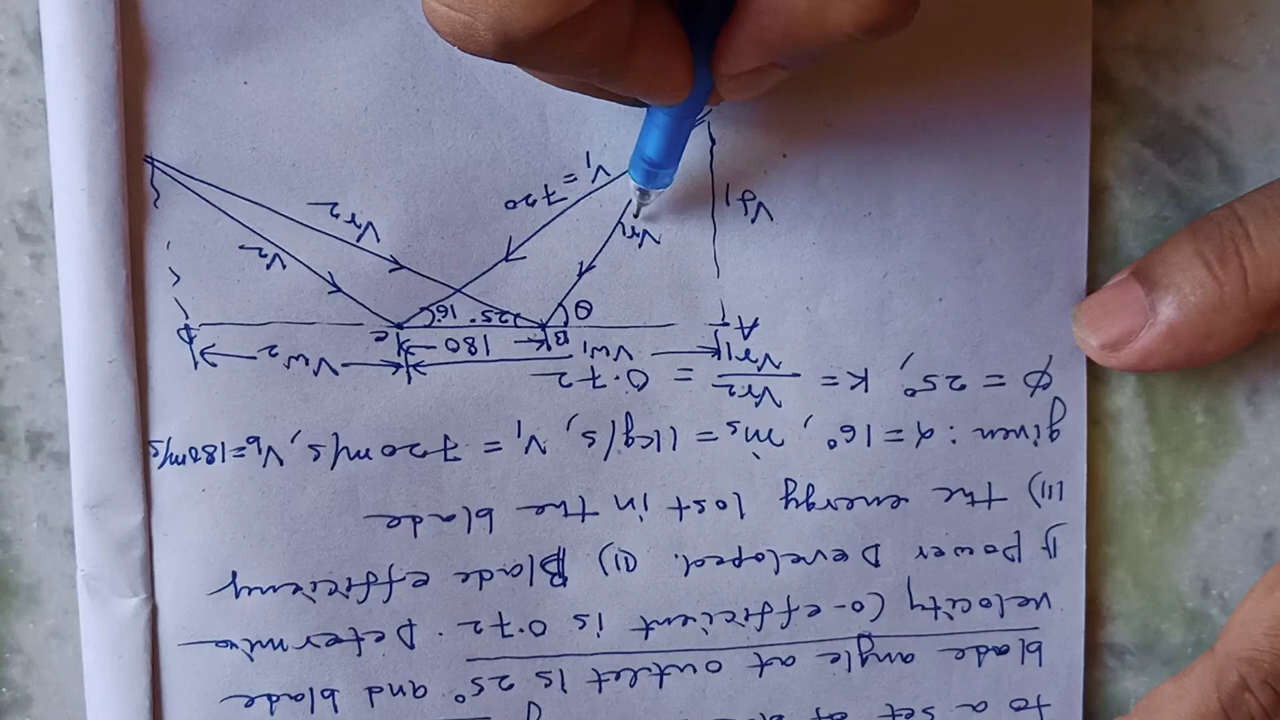 to a set of
blade angle at outlet is 25° and blade
velocity co-efficient is 0.72. Determine
i) power Developed. ii) Blade efficiency
iii) the energy lost in the blade
given : α = 16°, ṁs = 1 kg/s, V1 = 720 m/s, Vb = 180 m/s
φ = 25°, K = Vr2/Vr1 = 0.72
Vw1 Vw2
A B 180 C D
θ 25° 16°
Vr1 V1 = 720 Vr2 V2
Vf1